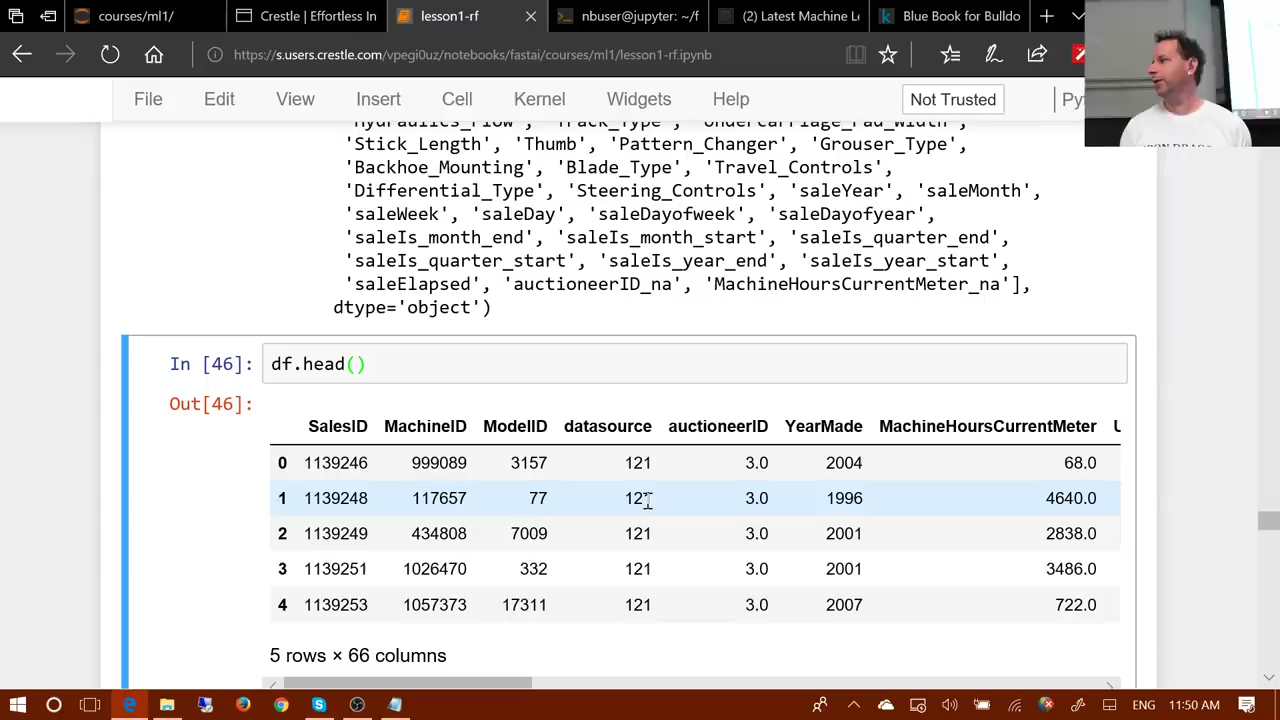 courses/ml1/
Crestle | Effortless In
lesson1-rf
nbuser@jupyter: ~/f
(2) Latest Machine Le
Blue Book for Bulldo
https://s.users.crestle.com/vpegi0uz/notebooks/fastai/courses/ml1/lesson1-rf.ipynb
File Edit View Insert Cell Kernel Widgets Help Not Trusted Py
'Hydraulics_Flow', 'Track_Type', 'Undercarriage_Pad_Width',
'Stick_Length', 'Thumb', 'Pattern_Changer', 'Grouser_Type',
'Backhoe_Mounting', 'Blade_Type', 'Travel_Controls',
'Differential_Type', 'Steering_Controls', 'saleYear', 'saleMonth',
'saleWeek', 'saleDay', 'saleDayofweek', 'saleDayofyear',
'saleIs_month_end', 'saleIs_month_start', 'saleIs_quarter_end',
'saleIs_quarter_start', 'saleIs_year_end', 'saleIs_year_start',
'saleElapsed', 'auctioneerID_na', 'MachineHoursCurrentMeter_na'],
dtype='object')
In [46]: df.head()
Out[46]:
SalesID MachineID ModelID datasource auctioneerID YearMade MachineHoursCurrentMeter U
0 1139246 999089 3157 121 3.0 2004 68.0
1 1139248 117657 77 121 3.0 1996 4640.0
2 1139249 434808 7009 121 3.0 2001 2838.0
3 1139251 1026470 332 121 3.0 2001 3486.0
4 1139253 1057373 17311 121 3.0 2007 722.0
5 rows × 66 columns
ENG 11:50 AM